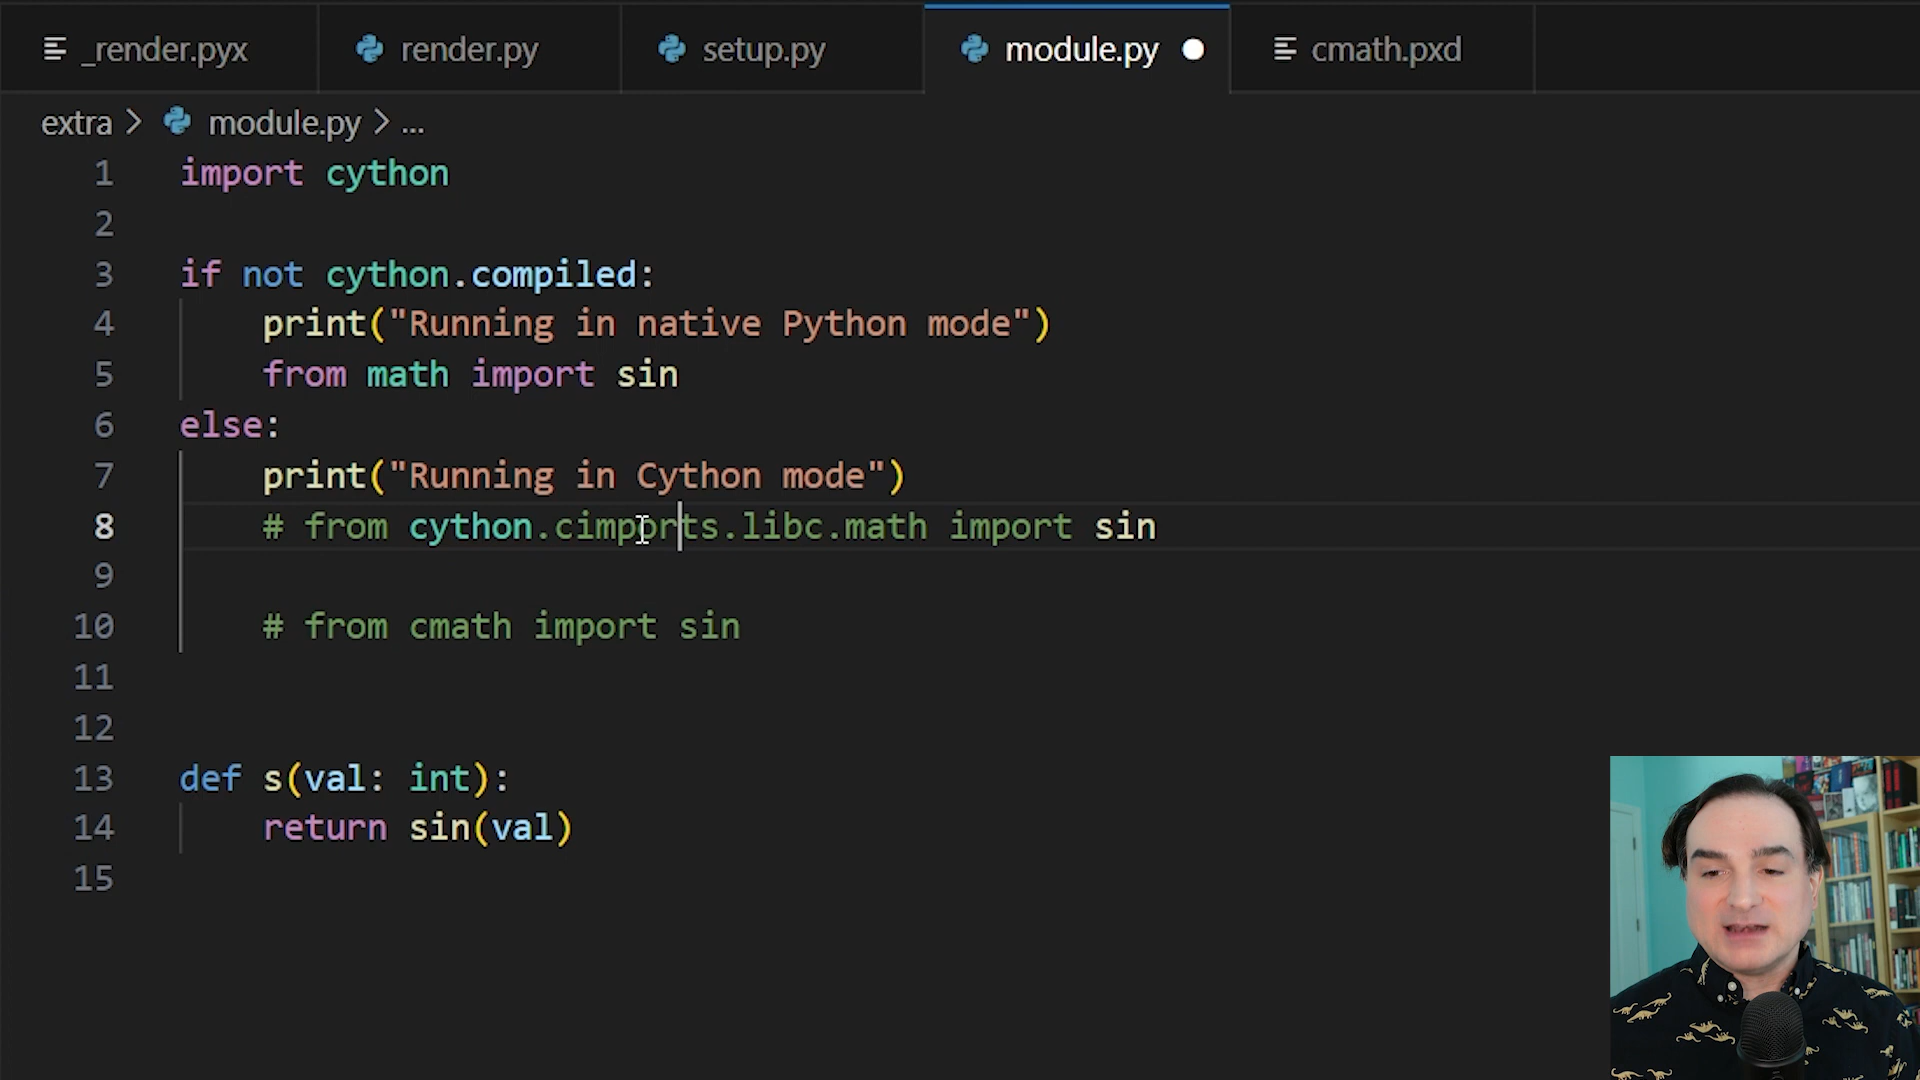 _render.pyx
render.py
setup.py
module.py
cmath.pxd
extra > module.py > ...
1 import cython
2
3 if not cython.compiled:
4 print("Running in native Python mode")
5 from math import sin
6 else:
7 print("Running in Cython mode")
8 # from cython.cimports.libc.math import sin
9
10 # from cmath import sin
11
12
13 def s(val: int):
14 return sin(val)
15